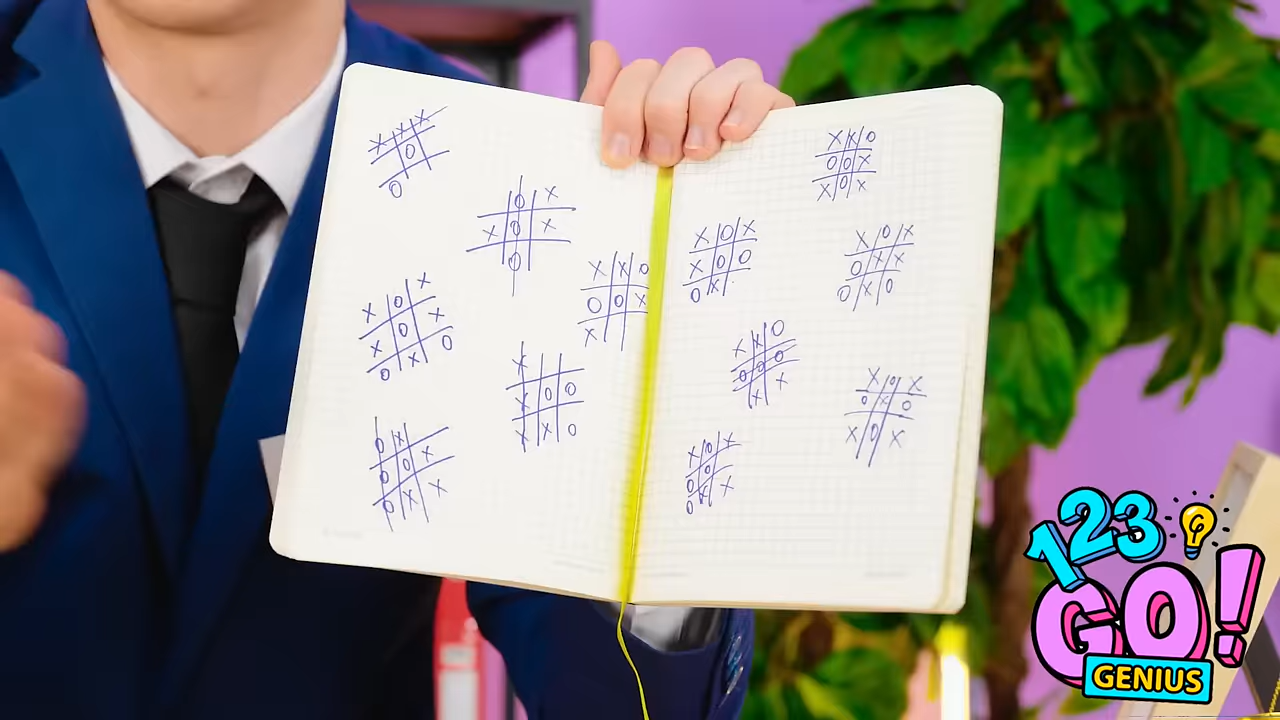 X X X
O
O
O X
X O X
O
X O X
O X
X X O
O X
X X O
O O X
X
X
X O O
X X O
O X
O O X
O X X
X X O
O O X
X O X
X O X
X O O
O X
X O X
O X X
O X O
X X O
O O O
X X
X O X
O X O
X O X
X O X
O O
O X X
O
123
GO!
GENIUS